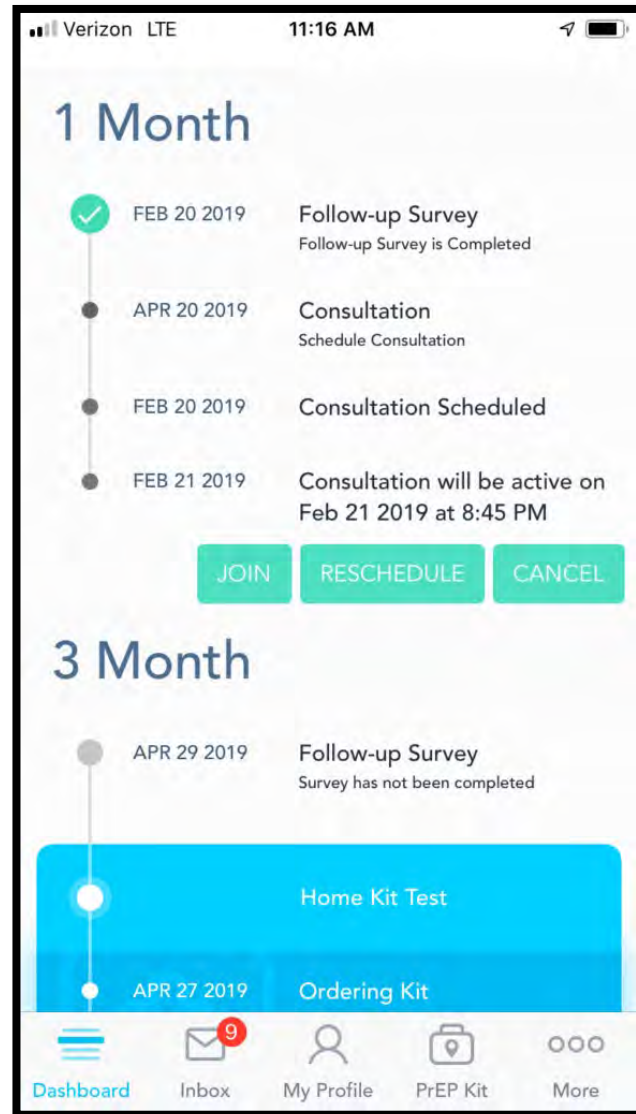 Verizon LTE 11:16 AM
1 Month
FEB 20 2019 Follow-up Survey
Follow-up Survey is Completed
APR 20 2019 Consultation
Schedule Consultation
FEB 20 2019 Consultation Scheduled
FEB 21 2019 Consultation will be active on
Feb 21 2019 at 8:45 PM
JOIN RESCHEDULE CANCEL
3 Month
APR 29 2019 Follow-up Survey
Survey has not been completed
Home Kit Test
APR 27 2019 Ordering Kit
9
Dashboard Inbox My Profile PrEP Kit More